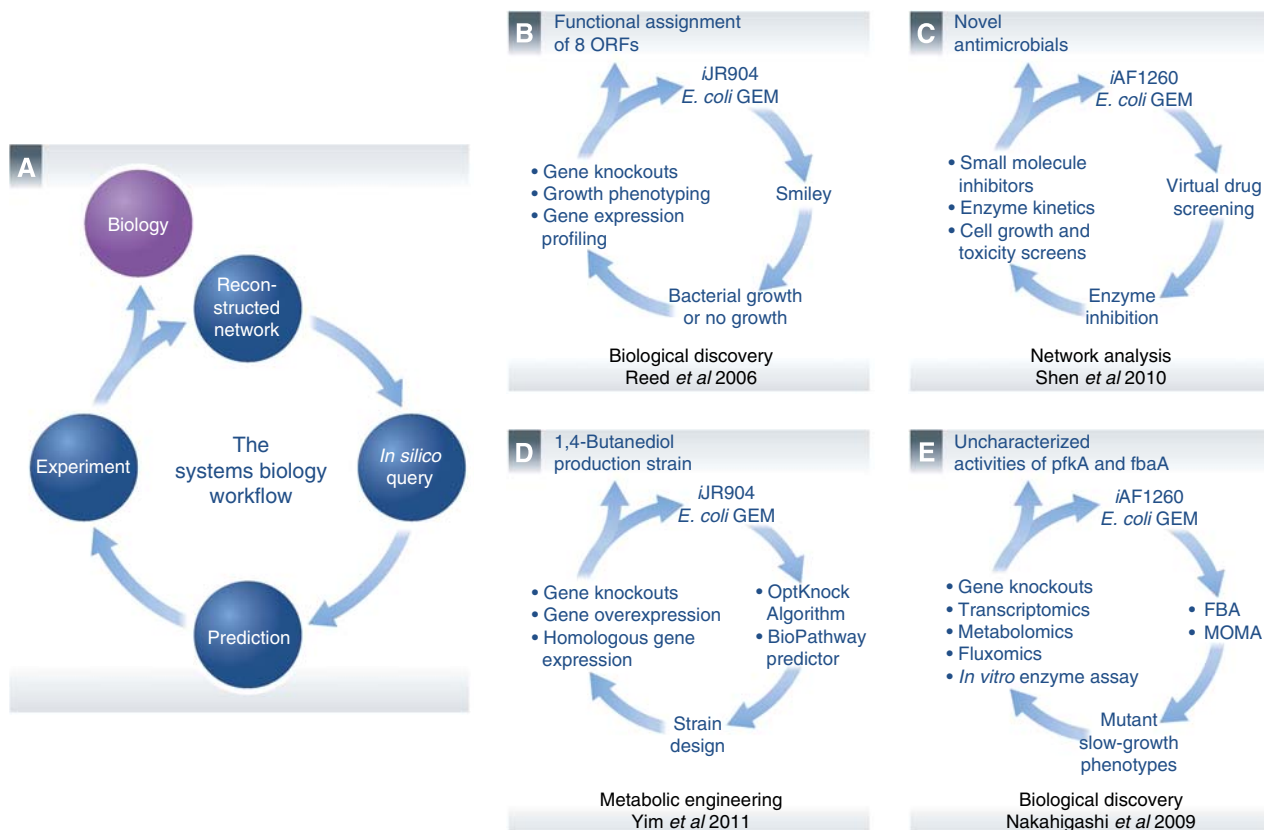 A
Biology
Recon-
structed
network
In silico
query
Prediction
Experiment
The
systems biology
workflow
B
Functional assignment
of 8 ORFs
iJR904
E. coli GEM
Smiley
Bacterial growth
or no growth
• Gene knockouts
• Growth phenotyping
• Gene expression
profiling
Biological discovery
Reed et al 2006
C
Novel
antimicrobials
iAF1260
E. coli GEM
Virtual drug
screening
Enzyme
inhibition
• Small molecule
inhibitors
• Enzyme kinetics
• Cell growth and
toxicity screens
Network analysis
Shen et al 2010
D
1,4-Butanediol
production strain
iJR904
E. coli GEM
• OptKnock
Algorithm
• BioPathway
predictor
Strain
design
• Gene knockouts
• Gene overexpression
• Homologous gene
expression
Metabolic engineering
Yim et al 2011
E
Uncharacterized
activities of pfkA and fbaA
iAF1260
E. coli GEM
• FBA
• MOMA
Mutant
slow-growth
phenotypes
• Gene knockouts
• Transcriptomics
• Metabolomics
• Fluxomics
• In vitro enzyme assay
Biological discovery
Nakahigashi et al 2009